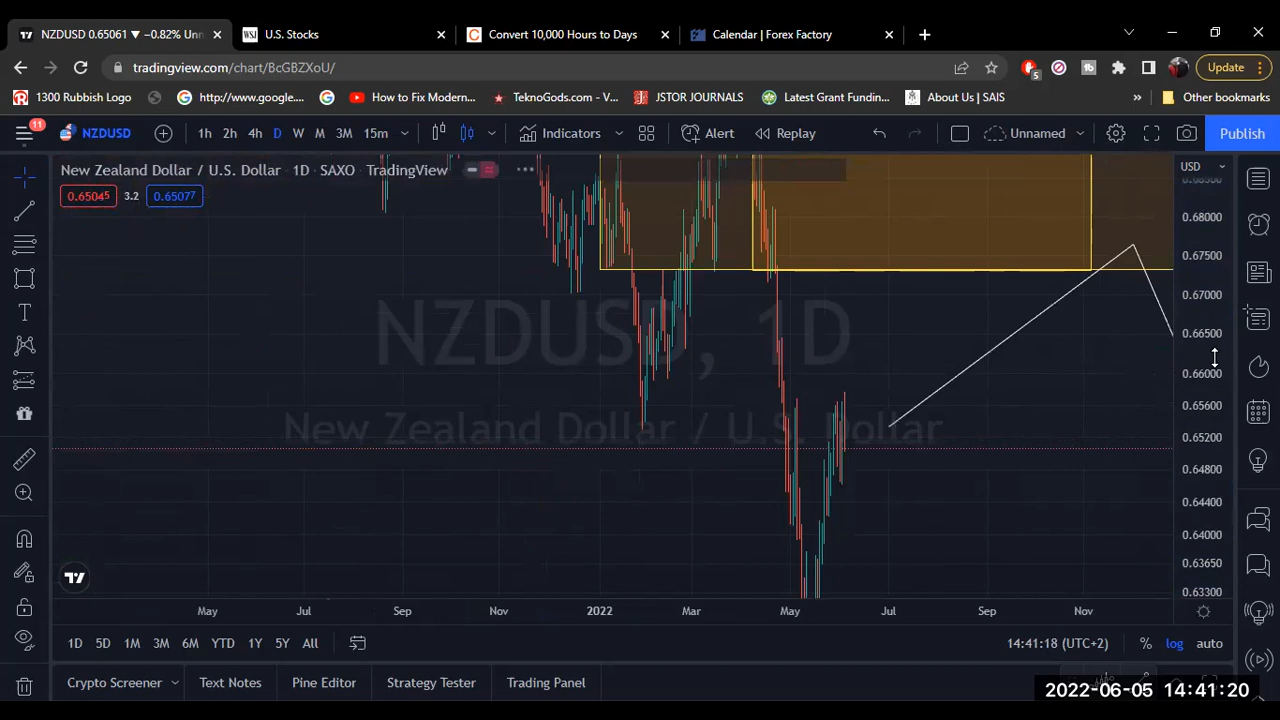 NZDUSD 0.65061 ▼ −0.82% Unn
U.S. Stocks
Convert 10,000 Hours to Days
Calendar | Forex Factory
tradingview.com/chart/BcGBZXoU/
5
Update
1300 Rubbish Logo
http://www.google....
How to Fix Modern...
TeknoGods.com - V...
JSTOR JOURNALS
Latest Grant Funding...
About Us | SAIS
»
Other bookmarks
11
NZDUSD
1h 2h 4h D W M 3M 15m
Indicators
Alert
Replay
Unnamed
Publish
New Zealand Dollar / U.S. Dollar · 1D · SAXO · TradingView
USD
0.65045 3.2 0.65077
0.68500
0.68000
0.67500
0.67000
0.66500
0.66000
0.65600
0.65200
0.64800
0.64400
0.64000
0.63650
0.63300
NZDUSD, 1D
New Zealand Dollar / U.S. Dollar
May Jul Sep Nov 2022 Mar May Jul Sep Nov
1D 5D 1M 3M 6M YTD 1Y 5Y All
14:41:18 (UTC+2)
% log auto
Crypto Screener
Text Notes
Pine Editor
Strategy Tester
Trading Panel
2022-06-05 14:41:20